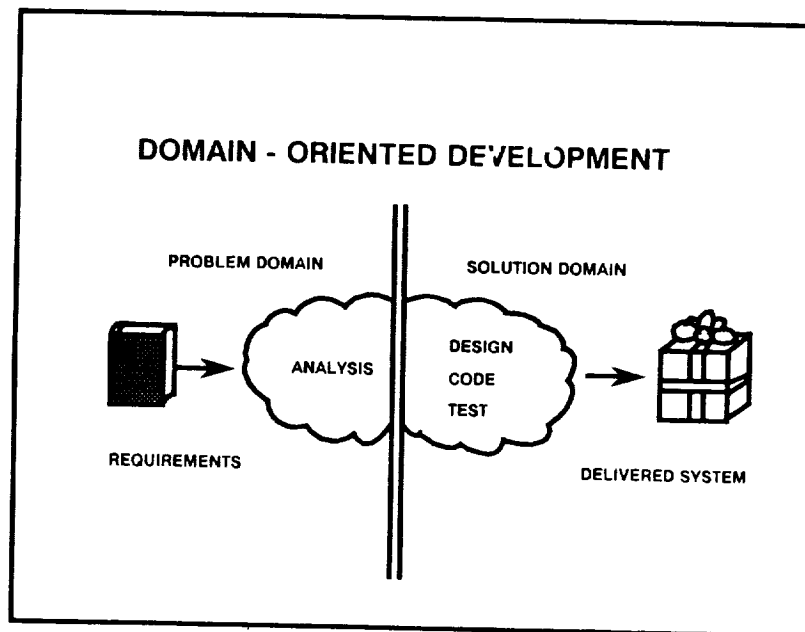 DOMAIN - ORIENTED DEVELOPMENT
PROBLEM DOMAIN
SOLUTION DOMAIN
ANALYSIS
DESIGN
CODE
TEST
REQUIREMENTS
DELIVERED SYSTEM